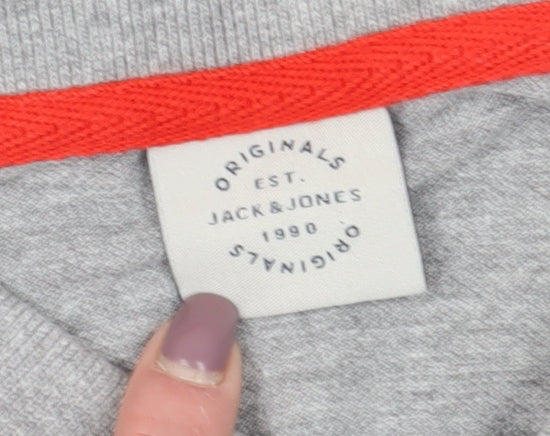 ORIGINALS
EST.
JACK & JONES
1990
ORIGINALS